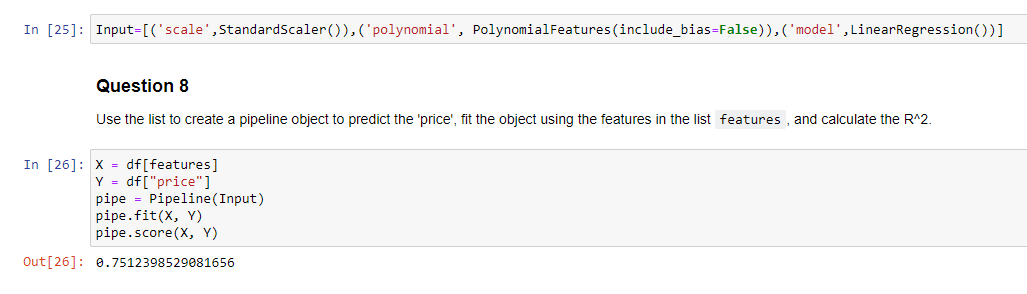 In [25]: Input=[('scale',StandardScaler()),('polynomial', PolynomialFeatures(include_bias=False)),('model',LinearRegression())]
Question 8
Use the list to create a pipeline object to predict the 'price', fit the object using the features in the list features , and calculate the R^2.
In [26]: X = df[features]
Y = df["price"]
pipe = Pipeline(Input)
pipe.fit(X, Y)
pipe.score(X, Y)
Out[26]: 0.7512398529081656